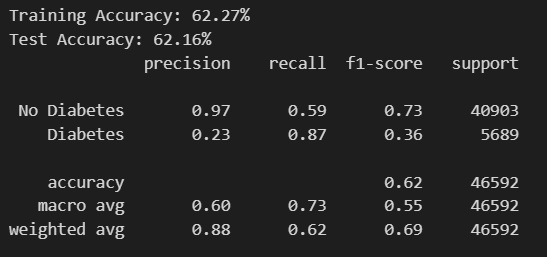 Training Accuracy: 62.27%
Test Accuracy: 62.16%
precision recall f1-score support
No Diabetes 0.97 0.59 0.73 40903
Diabetes 0.23 0.87 0.36 5689
accuracy 0.62 46592
macro avg 0.60 0.73 0.55 46592
weighted avg 0.88 0.62 0.69 46592